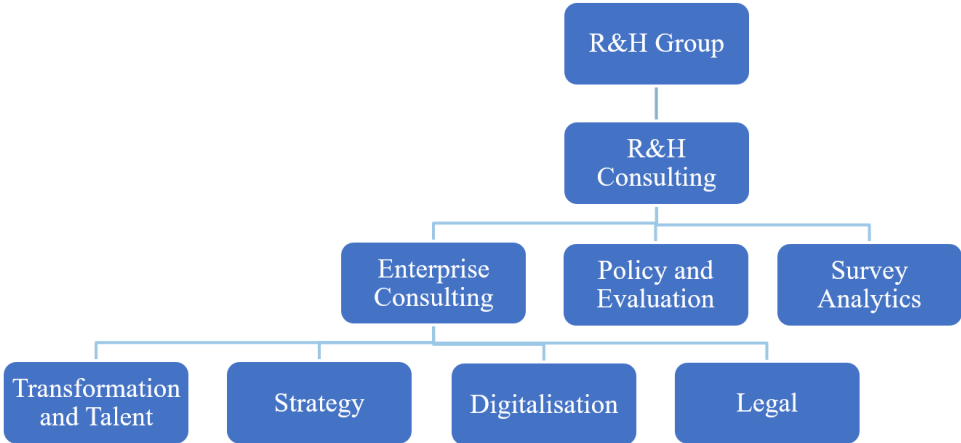 R&H Group
R&H
Consulting
Enterprise
Consulting
Policy and
Evaluation
Survey
Analytics
Transformation
and Talent
Strategy
Digitalisation
Legal